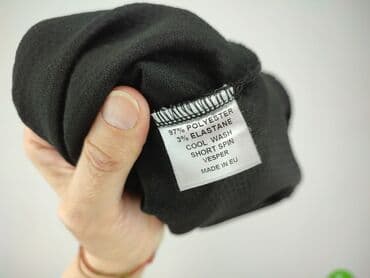 97% POLYESTER
3% ELASTANE
COOL WASH
SHORT SPIN
VESPER
MADE IN EU